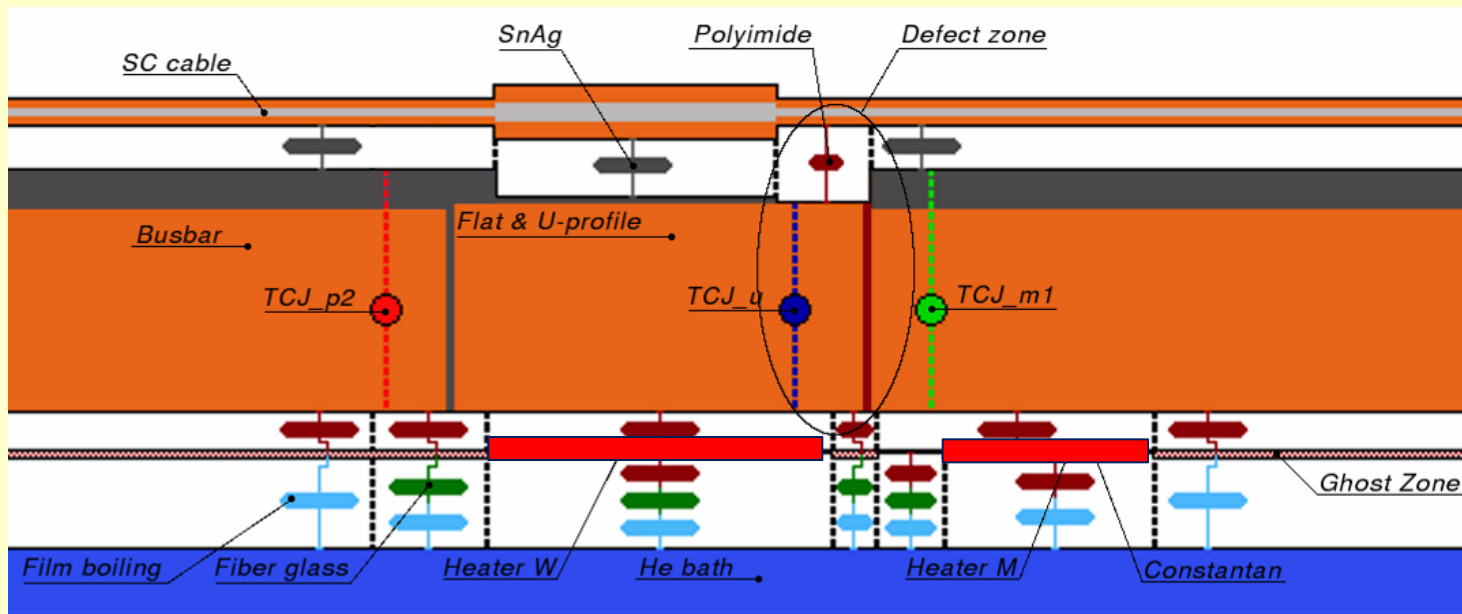 SnAg
Polyimide
Defect zone
SC cable
Flat & U-profile
Busbar
TCJ_p2
TCJ_u
TCJ_m1
Ghost Zone
Film boiling
Fiber glass
Heater W
He bath
Heater M
Constantan